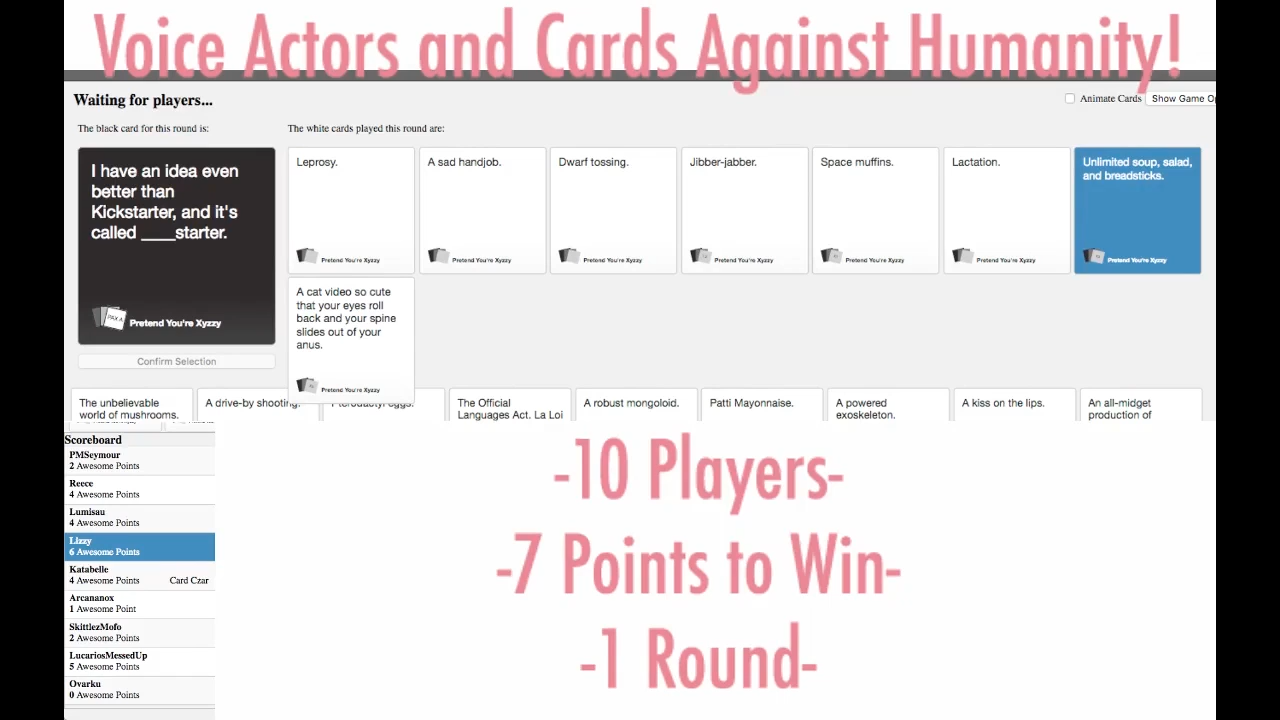 Voice Actors and Cards Against Humanity!
Waiting for players...
Animate Cards
Show Game Op
The black card for this round is:
The white cards played this round are:
I have an idea even
better than
Kickstarter, and it's
called ____starter.
Pretend You're Xyzzy
Confirm Selection
Leprosy.
Pretend You're Xyzzy
A sad handjob.
Pretend You're Xyzzy
Dwarf tossing.
Pretend You're Xyzzy
Jibber-jabber.
Pretend You're Xyzzy
Space muffins.
Pretend You're Xyzzy
Lactation.
Pretend You're Xyzzy
Unlimited soup, salad,
and breadsticks.
Pretend You're Xyzzy
A cat video so cute
that your eyes roll
back and your spine
slides out of your
anus.
Pretend You're Xyzzy
The unbelievable
world of mushrooms.
A drive-by shooting.
Pterodactyl eggs.
The Official
Languages Act. La Loi
A robust mongoloid.
Patti Mayonnaise.
A powered
exoskeleton.
A kiss on the lips.
An all-midget
production of
Scoreboard
PMSeymour
2 Awesome Points
Reece
4 Awesome Points
Lumisau
4 Awesome Points
Lizzy
6 Awesome Points
Katabelle
4 Awesome Points
Card Czar
Arcananox
1 Awesome Point
SkittlezMofo
2 Awesome Points
LucariosMessedUp
5 Awesome Points
Ovarku
0 Awesome Points
-10 Players-
-7 Points to Win-
-1 Round-